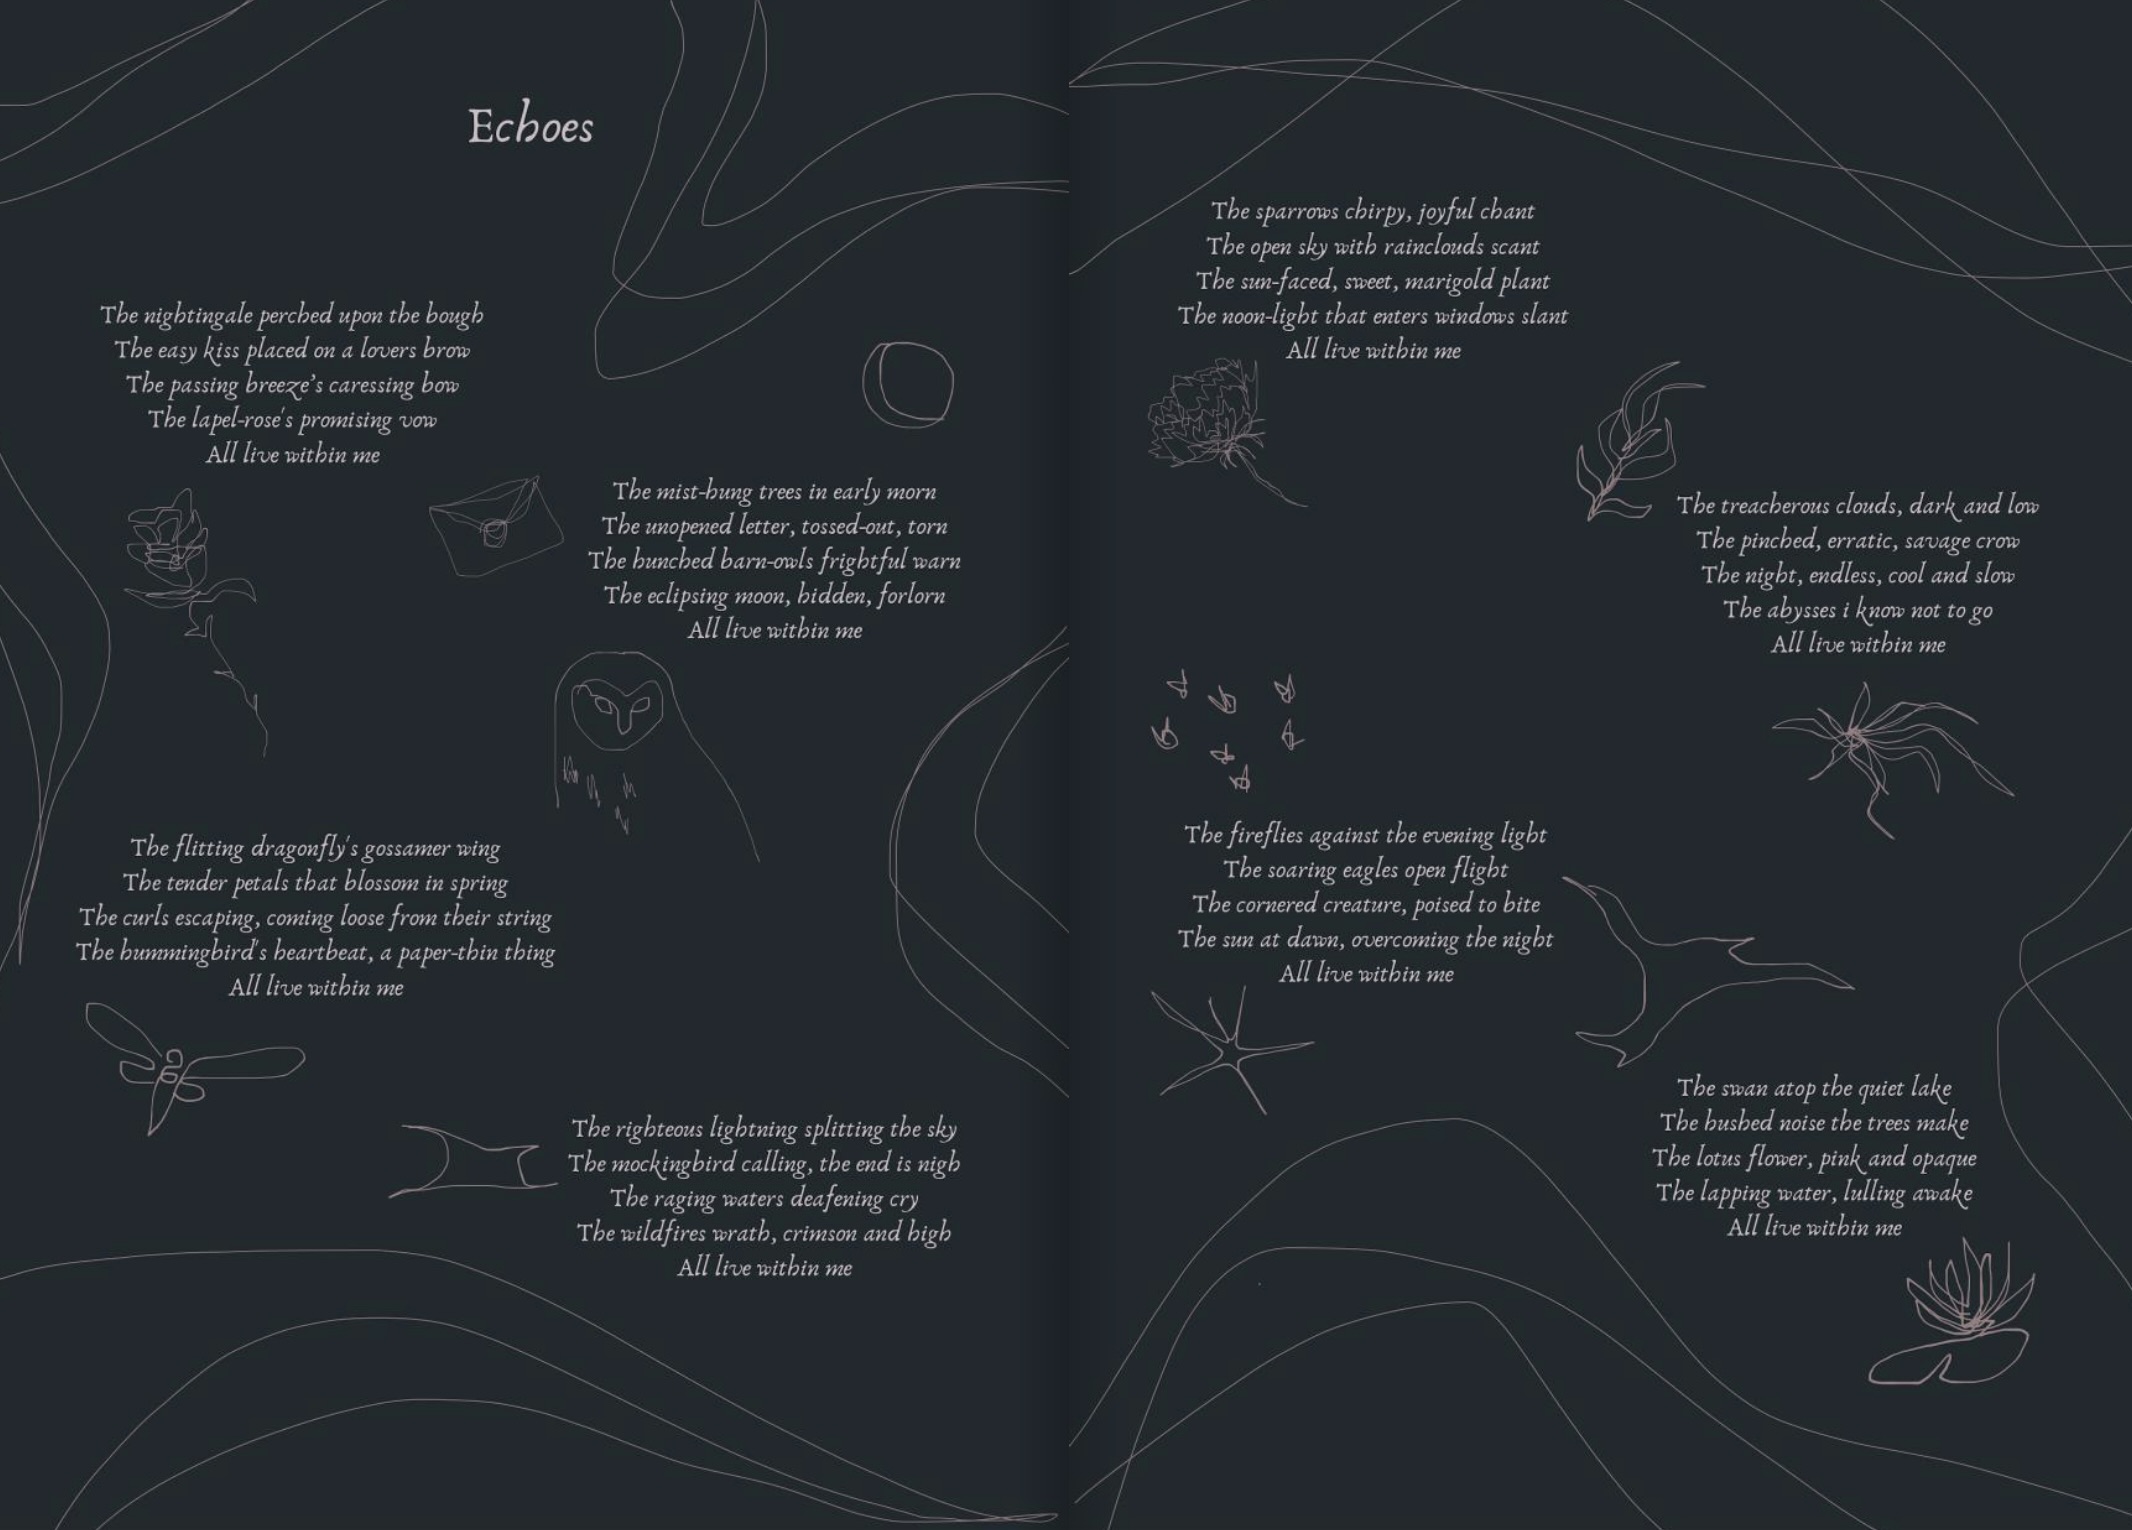 Echoes
The nightingale perched upon the bough
The easy kiss placed on a lovers brow
The passing breeze's caressing bow
The lapel-rose's promising vow
All live within me
The mist-hung trees in early morn
The unopened letter, tossed-out, torn
The hunched barn-owls frightful warn
The eclipsing moon, hidden, forlorn
All live within me
The flitting dragonfly's gossamer wing
The tender petals that blossom in spring
The curls escaping, coming loose from their string
The hummingbird's heartbeat, a paper-thin thing
All live within me
The righteous lightning splitting the sky
The mockingbird calling, the end is nigh
The raging waters deafening cry
The wildfires wrath, crimson and high
All live within me
The sparrows chirpy, joyful chant
The open sky with rainclouds scant
The sun-faced, sweet, marigold plant
The noon-light that enters windows slant
All live within me
The treacherous clouds, dark and low
The pinched, erratic, savage crow
The night, endless, cool and slow
The abysses i know not to go
All live within me
The fireflies against the evening light
The soaring eagles open flight
The cornered creature, poised to bite
The sun at dawn, overcoming the night
All live within me
The swan atop the quiet lake
The hushed noise the trees make
The lotus flower, pink and opaque
The lapping water, lulling awake
All live within me